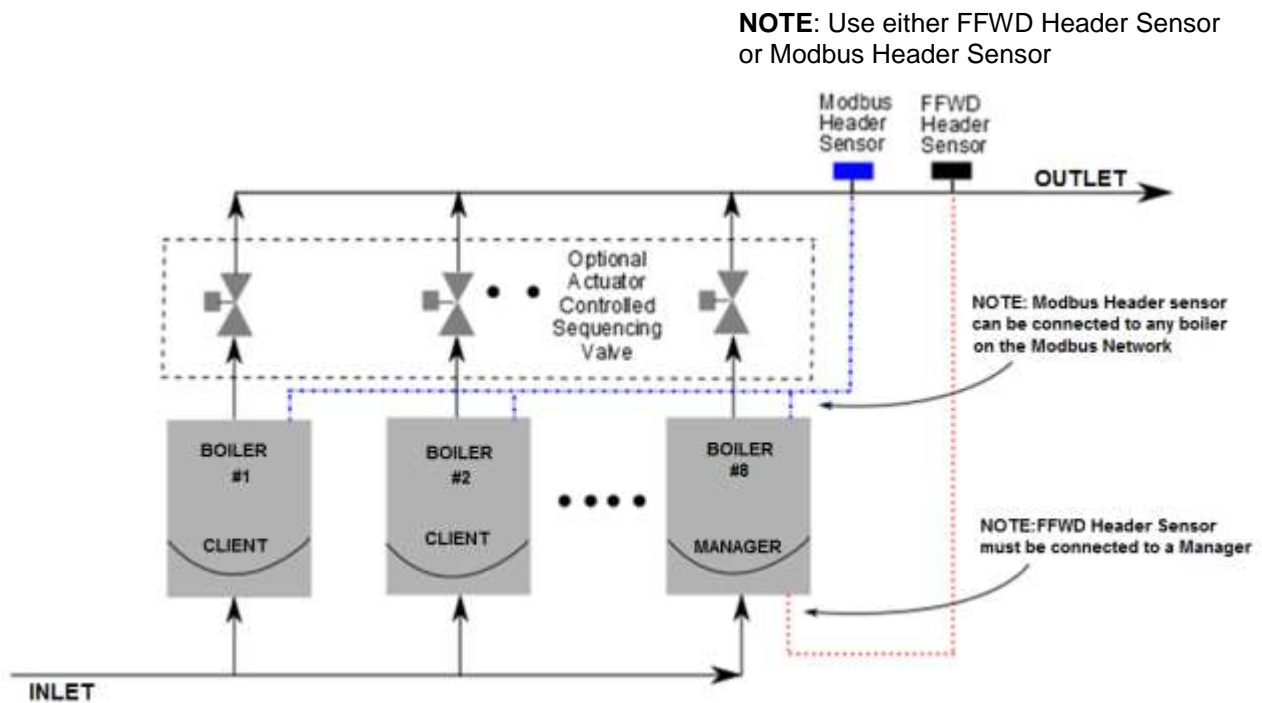 NOTE: Use either FFWD Header Sensor
or Modbus Header Sensor
Modbus
Header
Sensor
FFWD
Header
Sensor
OUTLET
Optional
Actuator
Controlled
Sequencing
Valve
NOTE: Modbus Header sensor
can be connected to any boiler
on the Modbus Network
BOILER
#1
CLIENT
BOILER
#2
CLIENT
BOILER
#8
MANAGER
NOTE:FFWD Header Sensor
must be connected to a Manager
INLET